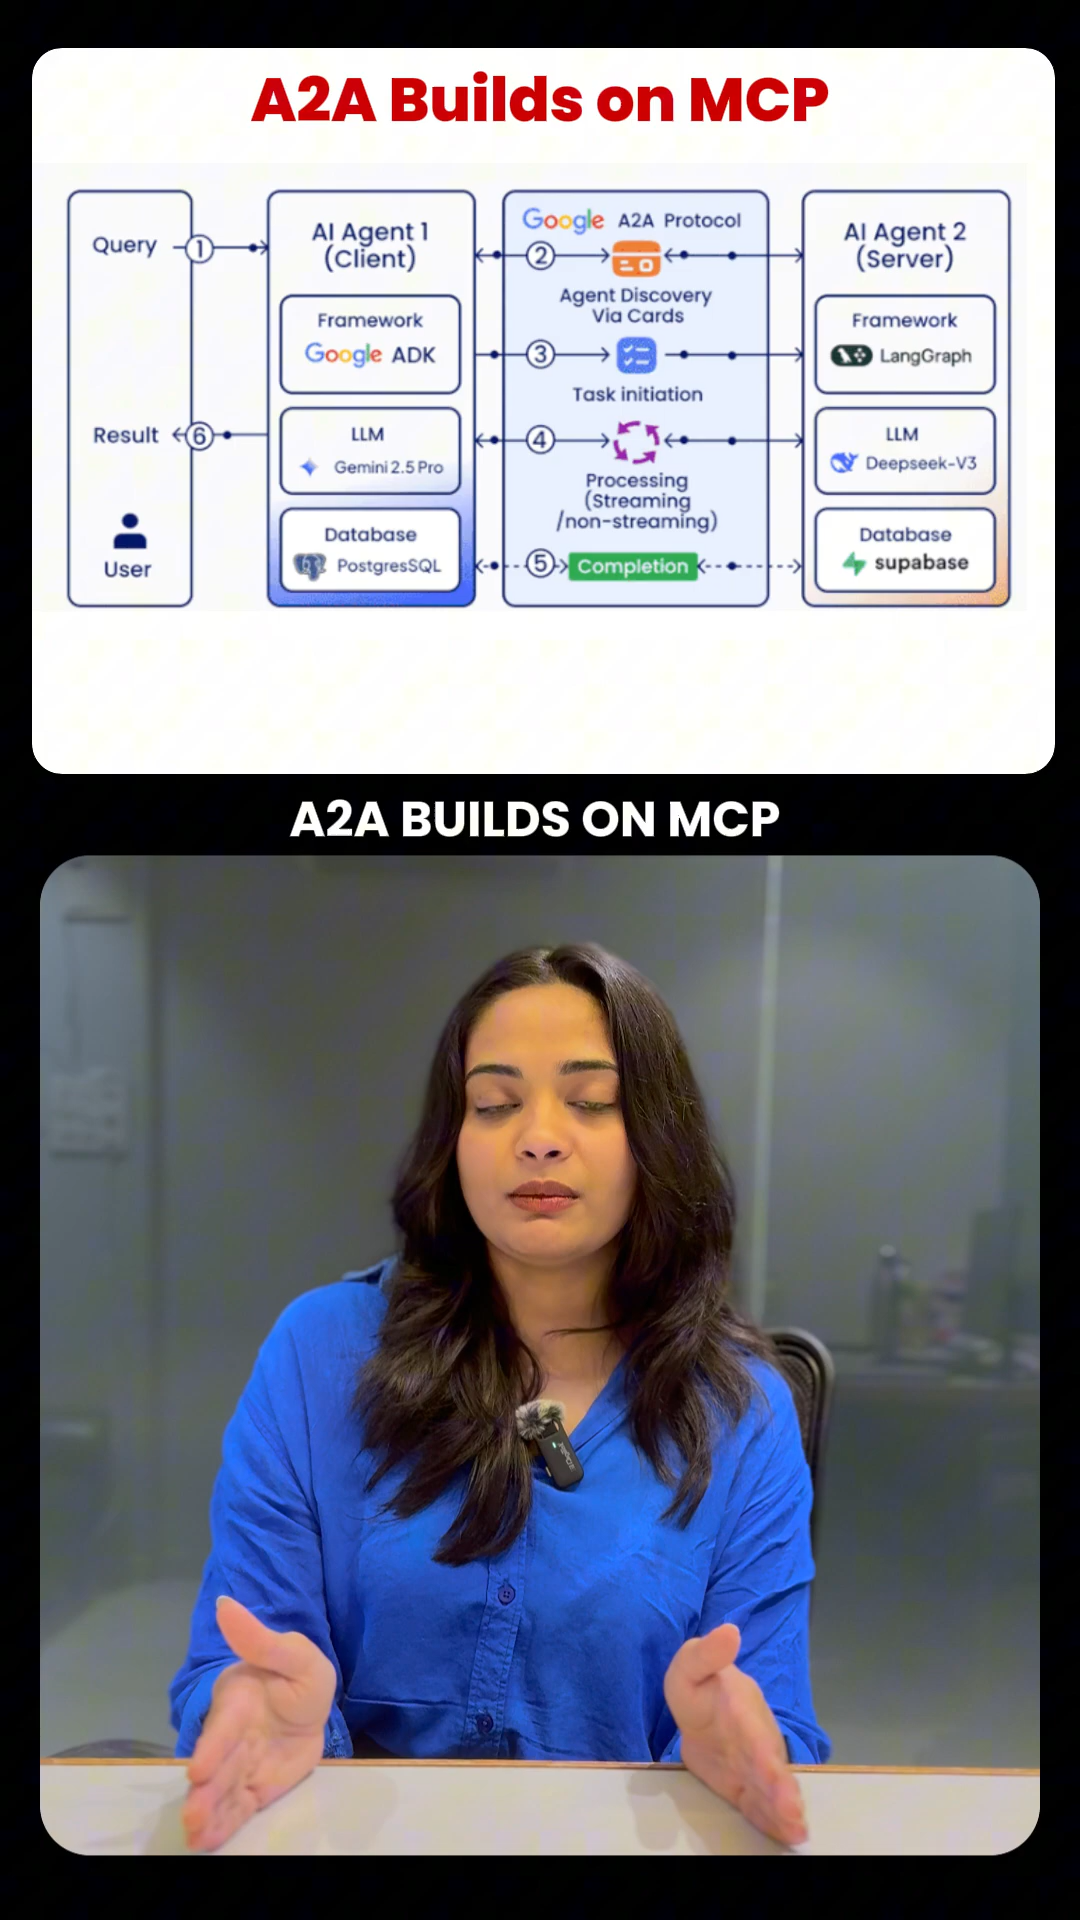 A2A Builds on MCP
Query
1
Result
6
User
AI Agent 1
(Client)
Framework
Google ADK
LLM
Gemini 2.5 Pro
Database
PostgresSQL
Google A2A Protocol
2
Agent Discovery
Via Cards
3
Task initiation
4
Processing
(Streaming
/non-streaming)
5
Completion
AI Agent 2
(Server)
Framework
LangGraph
LLM
Deepseek-V3
Database
supabase
A2A BUILDS ON MCP